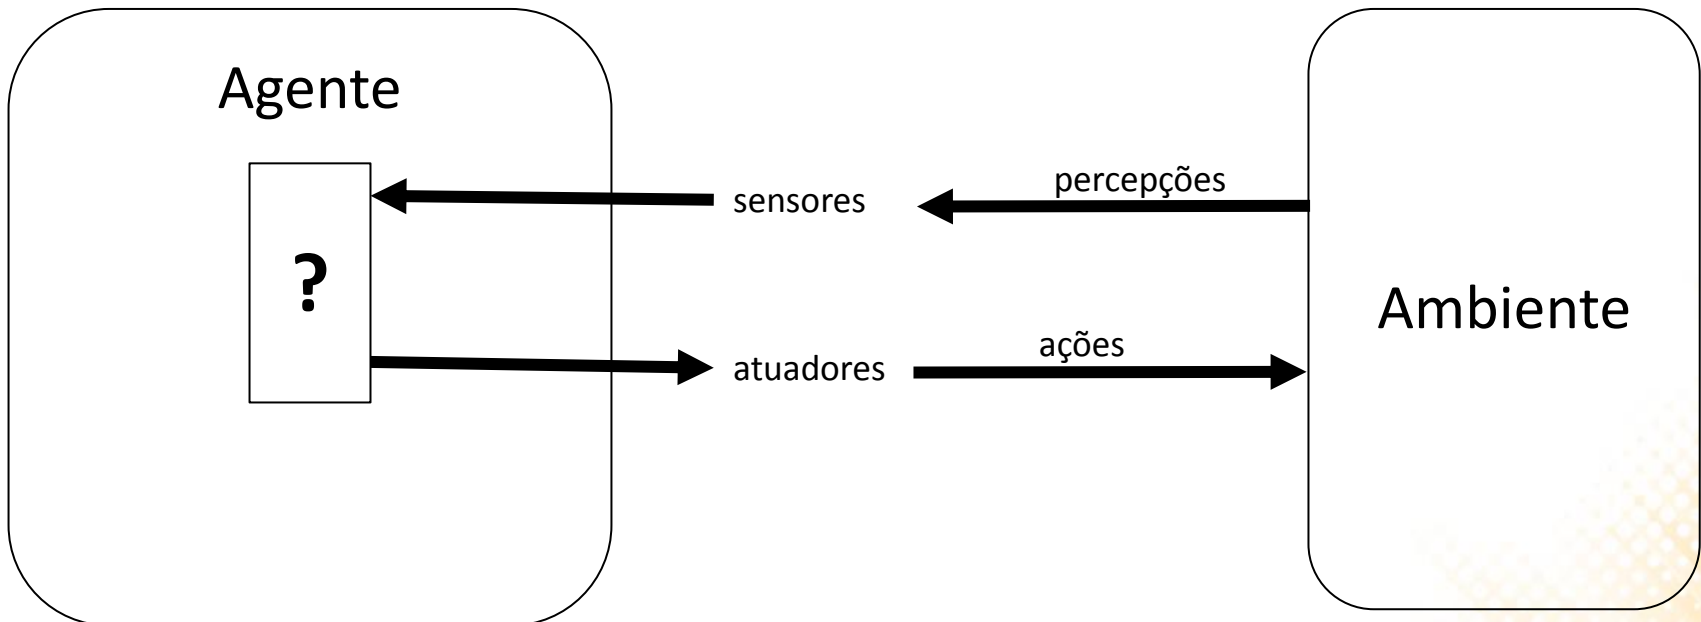 Agente
percepções
sensores
?
Ambiente
ações
atuadores